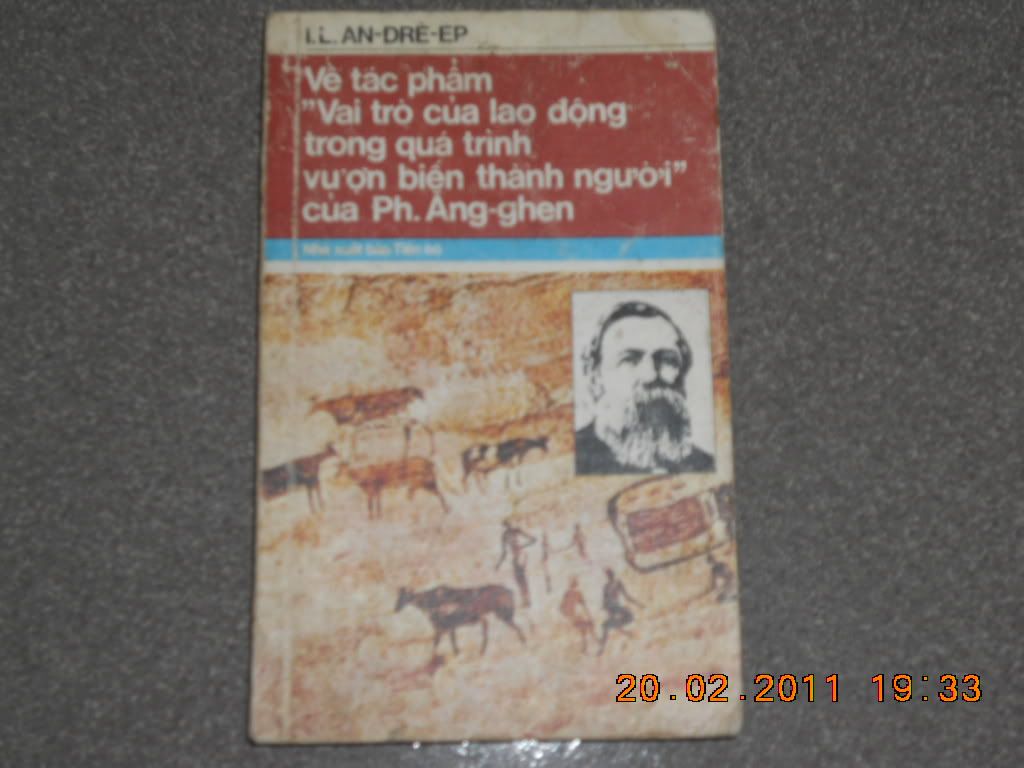 I.L. AN-DRÊ-EP
Về tác phẩm
"Vai trò của lao động
trong quá trình
vượn biến thành người"
của Ph. Ăng-ghen
Nhà xuất bản Tiến bộ
20.02.2011 19:33